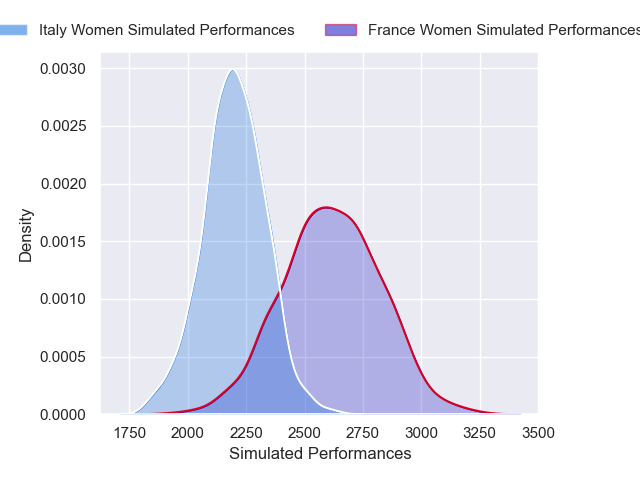 Italy Women Simulated Performances France Women Simulated Performances
0.0030
0.0025
0.0020
0.0015
0.0010
0.0005
0.0000
Density
1750 2000 2250 2500 2750 3000 3250 3500
Simulated Performances